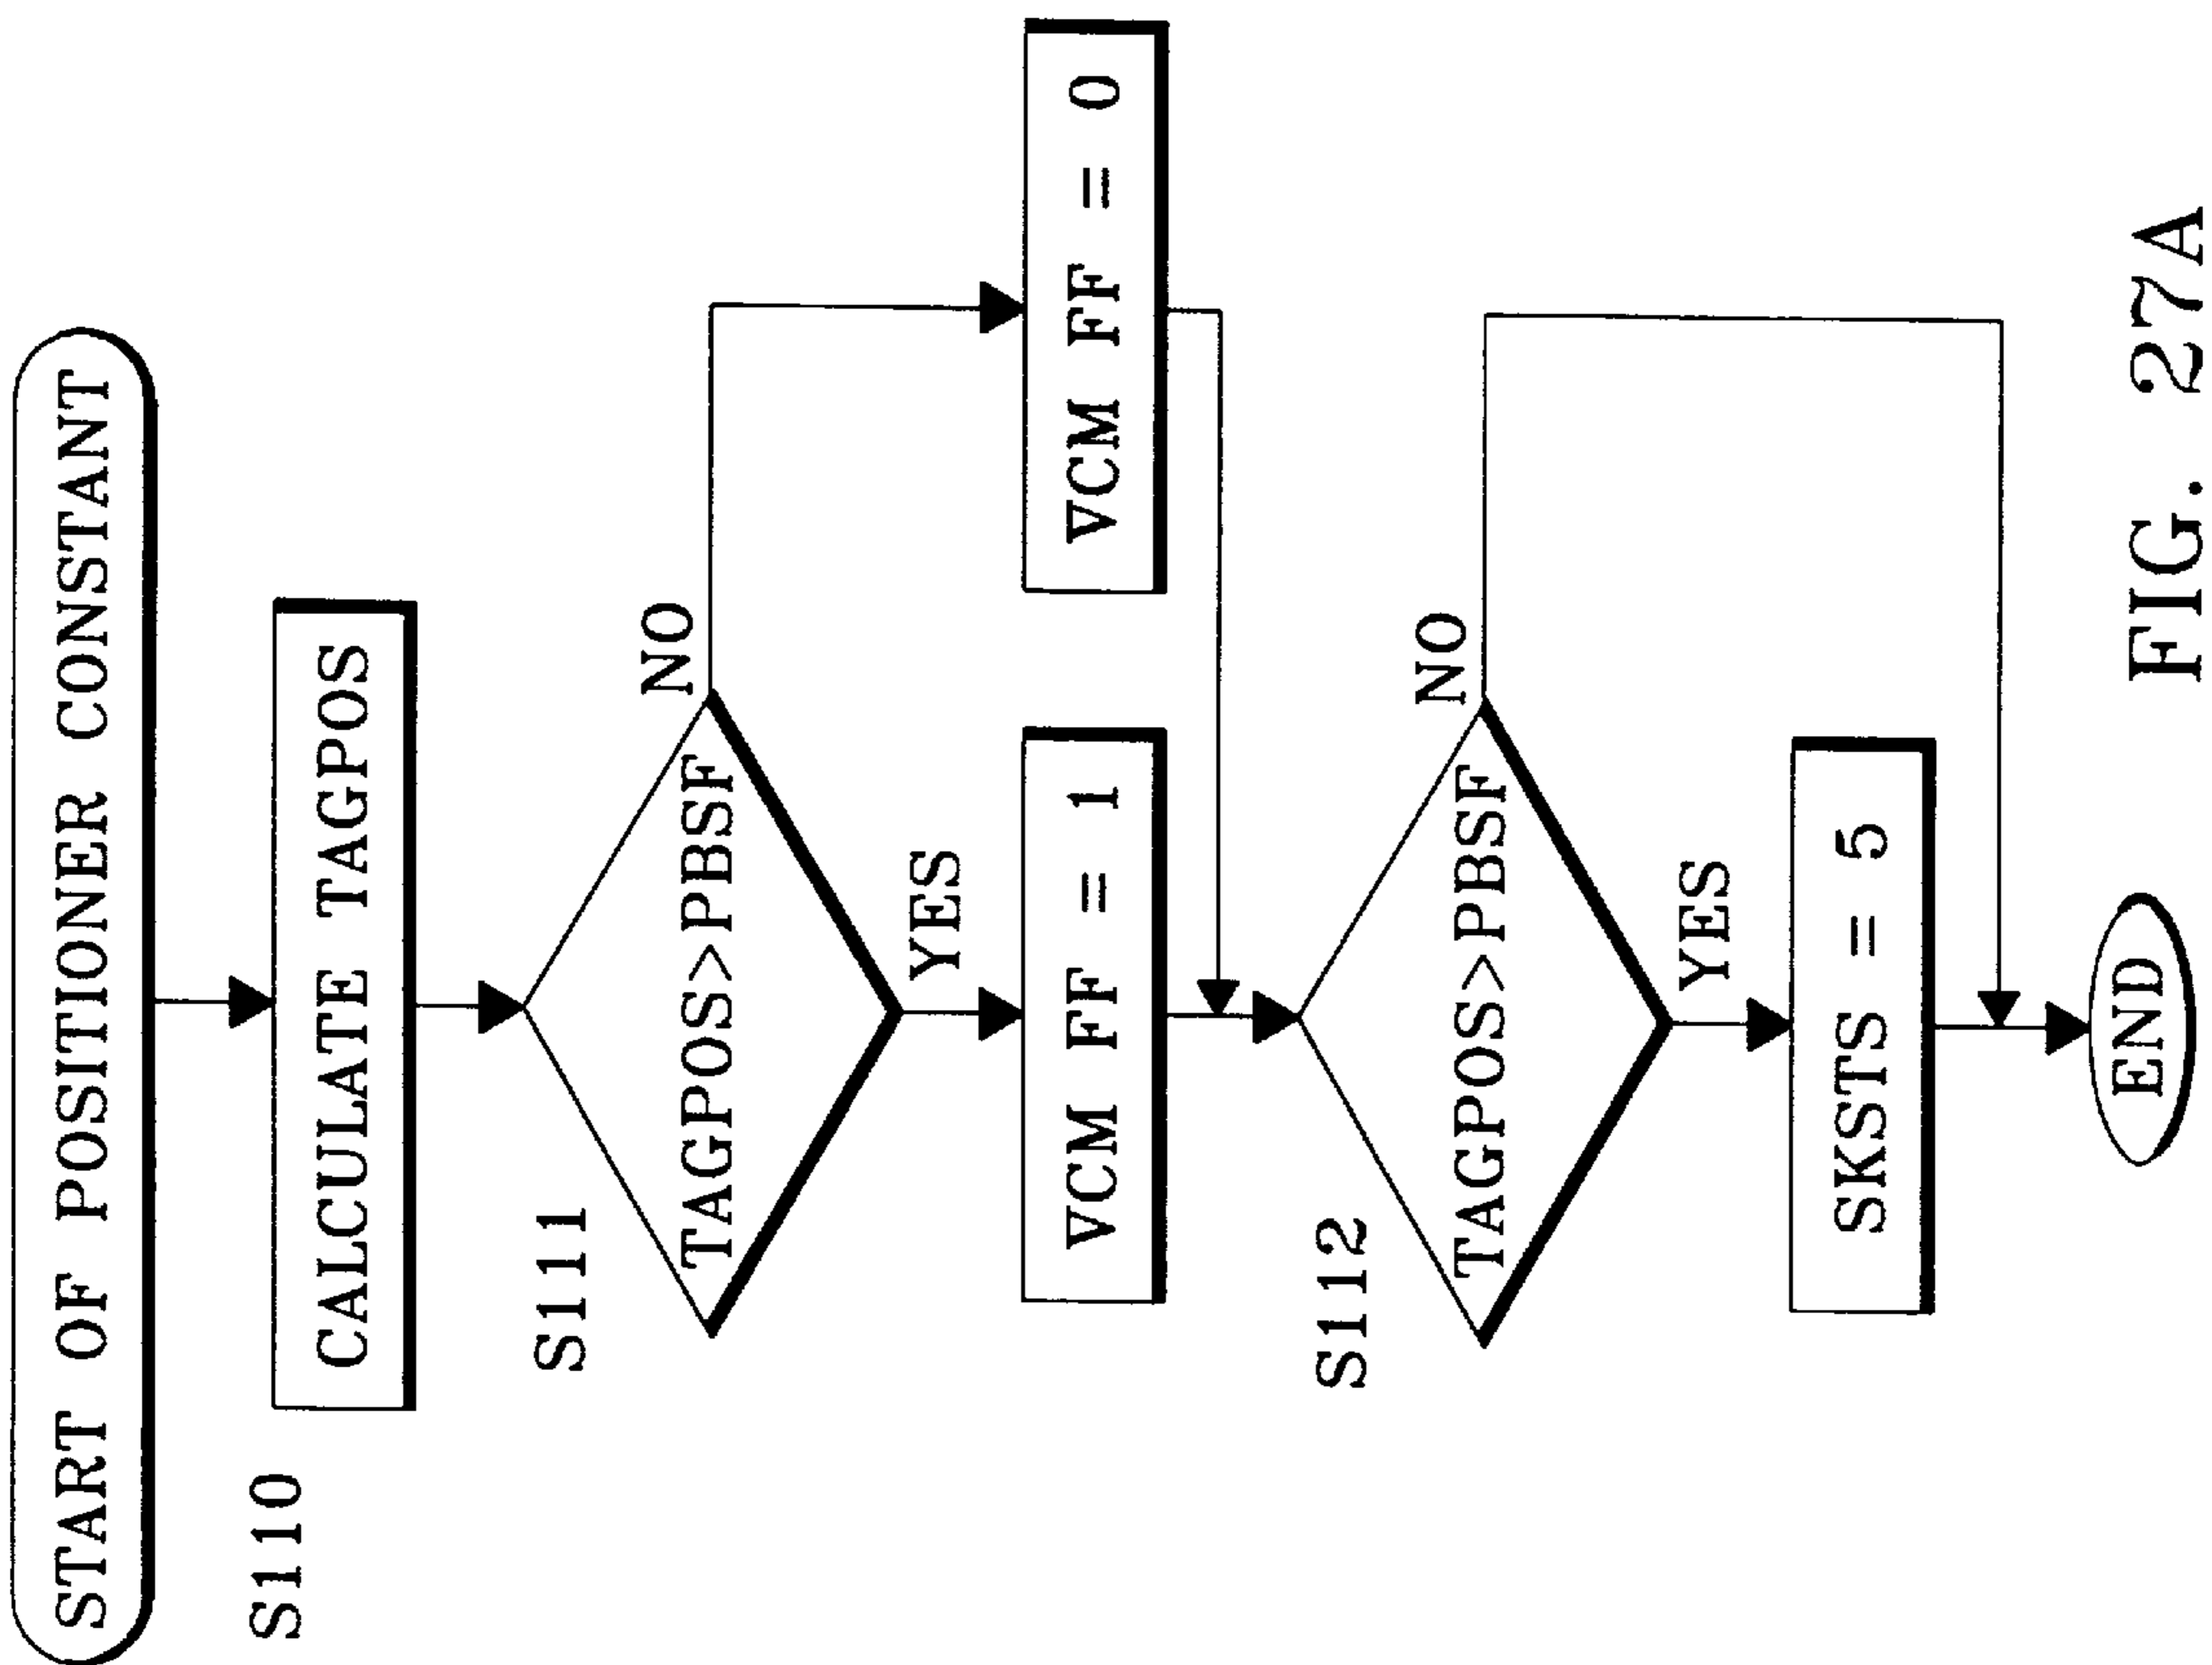 START OF POSITIONER CONSTANT
S110
CALCULATE TAGPOS
S111
TAGPOS>PBSF
NO
YES
VCM FF = 1
VCM FF = 0
S112
TAGPOS>PBSF
NO
YES
SKSTS = 5
END
FIG. 27A